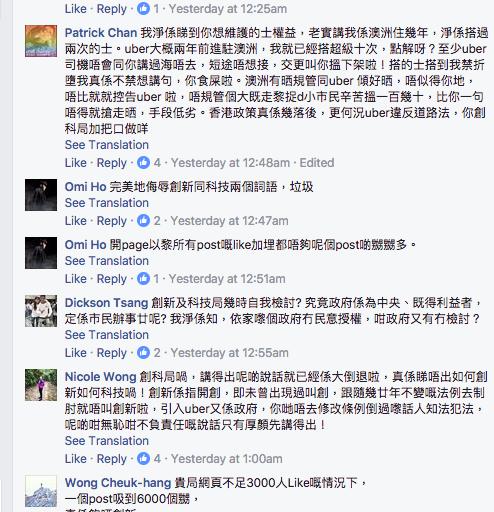 Like · Reply · 1 · Yesterday at 12:25am
Patrick Chan 我淨係睇到你想維護的士權益，老實講我係澳洲住幾年，淨係搭過
兩次的士。uber大概兩年前進駐澳洲，我就已經搭超級十次，點解呀？至少uber
司機唔會同你講過海唔去，短途唔想接，交更叫你搵下架啦！搭的士搭到我禁折
墮我真係不禁想講句，你食屎啦。澳洲有晒規管同uber 傾好晒，唔似得你地，
唔比就就控告uber 啦，唔規管個大既走黎捉d小市民辛苦搵一百幾十，比你一句
唔得就搶走晒，手段低劣。香港政策真係幾落後，更何況uber違反道路法，你創
科局加把口做咩
See Translation
Like · Reply · 4 · Yesterday at 12:48am · Edited
Omi Ho 完美地侮辱創新同科技兩個詞語，垃圾
See Translation
Like · Reply · 2 · Yesterday at 12:47am
Omi Ho 開page以黎所有post嘅like加埋都唔夠呢個post啲嬲嬲多。
See Translation
Like · Reply · 1 · Yesterday at 12:51am
Dickson Tsang 創新及科技局幾時自我檢討? 究竟政府係為中央、既得利益者，
定係市民辦事廿呢? 我淨係知，依家嚟個政府冇民意授權，咁政府又有冇檢討？
See Translation
Like · Reply · 2 · Yesterday at 12:55am
Nicole Wong 創科局喎，講得出呢啲說話就已經係大倒退啦，真係睇唔出如何創
新如何科技喎！創新係指開創，即未曾出現過叫創，跟隨幾廿年不變嘅法例去制
肘就唔叫創新啦，引入uber又係政府，你哋唔去修改條例倒過嚟話人知法犯法，
呢啲咁無恥咁不負責任嘅說話只有厚顏先講得出！
See Translation
Like · Reply · 4 · Yesterday at 1:00am
Wong Cheuk-hang 貴局網頁不足3000人Like嘅情況下，
一個post吸到6000個嬲，